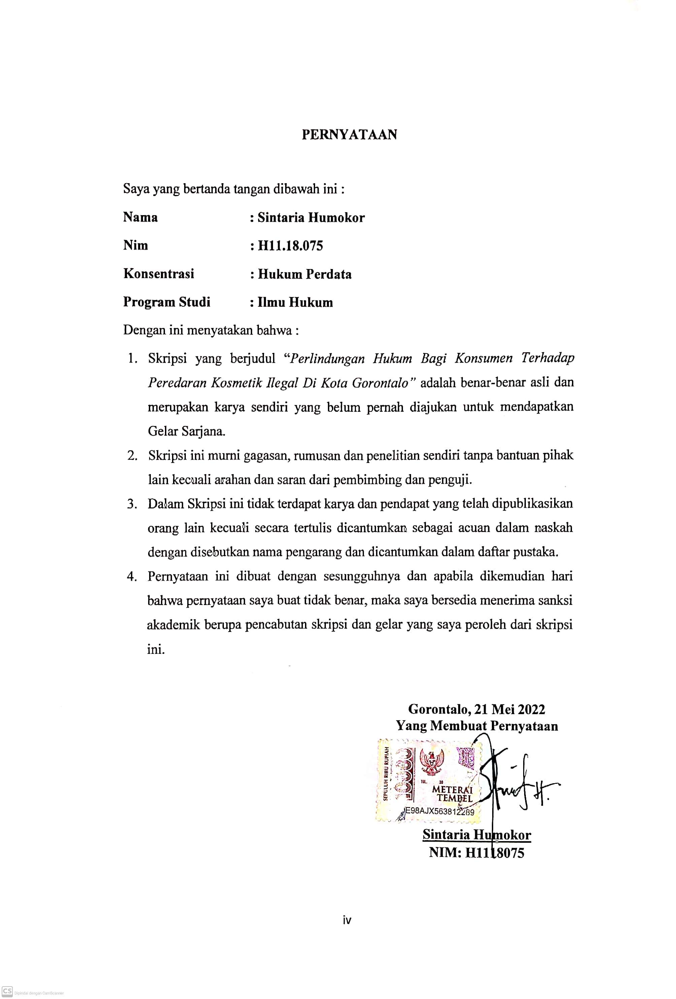 PERNYATAAN
Saya yang bertanda tangan dibawah ini :
Nama : Sintaria Humokor
Nim : H11.18.075
Konsentrasi : Hukum Perdata
Program Studi : Ilmu Hukum
Dengan ini menyatakan bahwa :
1. Skripsi yang berjudul “Perlindungan Hukum Bagi Konsumen Terhadap
Peredaran Kosmetik Ilegal Di Kota Gorontalo” adalah benar-benar asli dan
merupakan karya sendiri yang belum pernah diajukan untuk mendapatkan
Gelar Sarjana.
2. Skripsi ini murni gagasan, rumusan dan penelitian sendiri tanpa bantuan pihak
lain kecuali arahan dan saran dari pembimbing dan penguji.
3. Dalam Skripsi ini tidak terdapat karya dan pendapat yang telah dipublikasikan
orang lain kecuali secara tertulis dicantumkan sebagai acuan dalam naskah
dengan disebutkan nama pengarang dan dicantumkan dalam daftar pustaka.
4. Pernyataan ini dibuat dengan sesungguhnya dan apabila dikemudian hari
bahwa pernyataan saya buat tidak benar, maka saya bersedia menerima sanksi
akademik berupa pencabutan skripsi dan gelar yang saya peroleh dari skripsi
ini.
Gorontalo, 21 Mei 2022
Yang Membuat Pernyataan
SEPULUH RIBU RUPIAH
10000
TGL. 20
METERAI
TEMPEL
E98AJX563812289
Sintaria Humokor
NIM: H1118075
iv
CS Dipindai dengan CamScanner